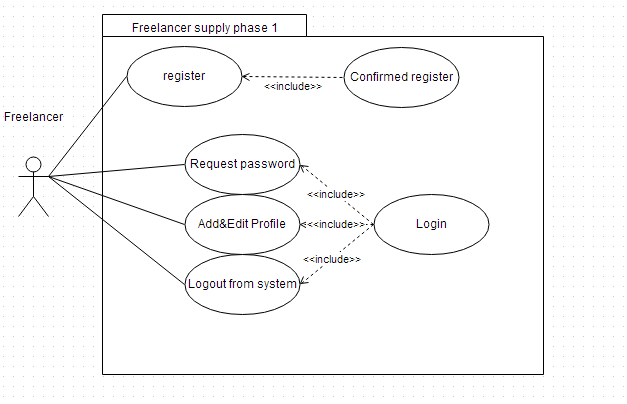 Freelancer supply phase 1
register
Confirmed register
<<include>>
Freelancer
Request password
<<include>>
Add&Edit Profile
<<include>>
Login
<<include>>
Logout from system